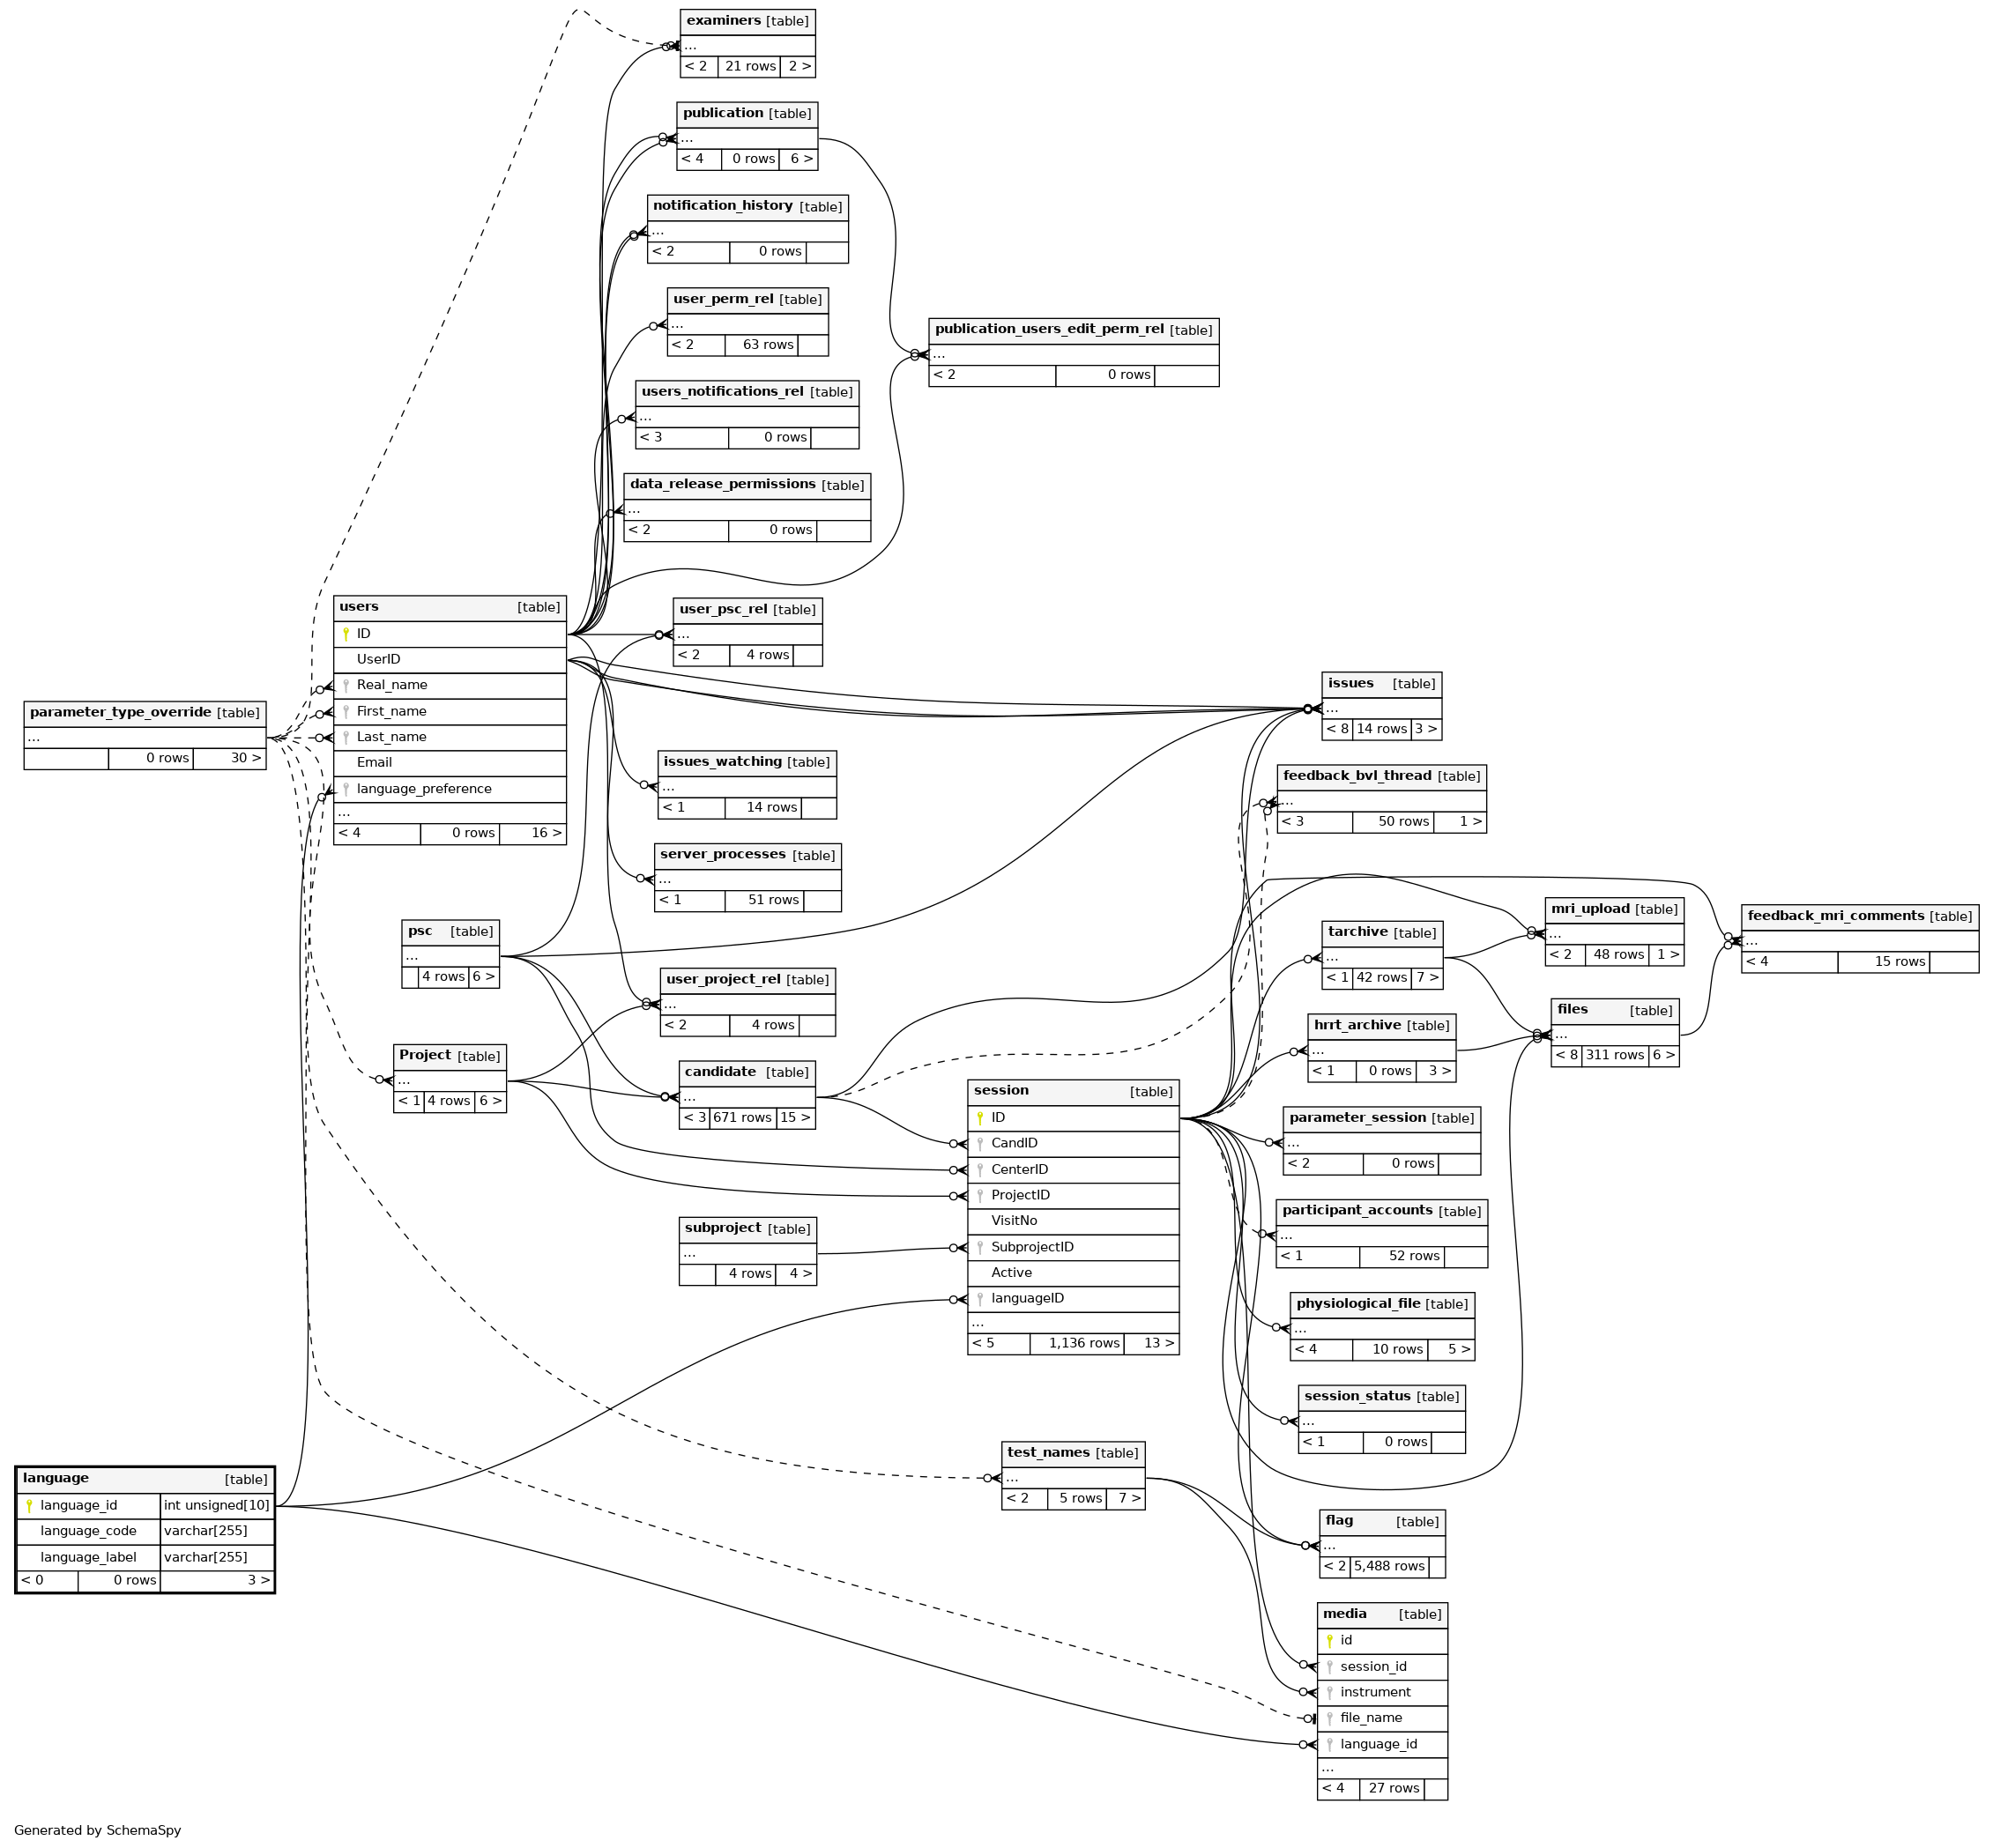 examiners [table]
...
< 2 21 rows 2 >
publication [table]
...
< 4 0 rows 6 >
notification_history [table]
...
< 2 0 rows
user_perm_rel [table]
...
< 2 63 rows
publication_users_edit_perm_rel [table]
...
< 2 0 rows
users_notifications_rel [table]
...
< 3 0 rows
data_release_permissions [table]
...
< 2 0 rows
users [table]
ID
UserID
Real_name
First_name
Last_name
Email
language_preference
...
< 4 0 rows 16 >
user_psc_rel [table]
...
< 2 4 rows
parameter_type_override [table]
...
0 rows 30 >
issues [table]
...
< 8 14 rows 3 >
issues_watching [table]
...
< 1 14 rows
feedback_bvl_thread [table]
...
< 3 50 rows 1 >
server_processes [table]
...
< 1 51 rows
psc [table]
...
4 rows 6 >
tarchive [table]
...
< 1 42 rows 7 >
mri_upload [table]
...
< 2 48 rows 1 >
feedback_mri_comments [table]
...
< 4 15 rows
user_project_rel [table]
...
< 2 4 rows
files [table]
...
< 8 311 rows 6 >
hrrt_archive [table]
...
< 1 0 rows 3 >
Project [table]
...
< 1 4 rows 6 >
candidate [table]
...
< 3 671 rows 15 >
session [table]
ID
CandID
CenterID
ProjectID
VisitNo
SubprojectID
Active
languageID
...
< 5 1,136 rows 13 >
parameter_session [table]
...
< 2 0 rows
participant_accounts [table]
...
< 1 52 rows
subproject [table]
...
4 rows 4 >
physiological_file [table]
...
< 4 10 rows 5 >
session_status [table]
...
< 1 0 rows
test_names [table]
...
< 2 5 rows 7 >
language [table]
language_id int unsigned[10]
language_code varchar[255]
language_label varchar[255]
< 0 0 rows 3 >
flag [table]
...
< 2 5,488 rows
media [table]
id
session_id
instrument
file_name
language_id
...
< 4 27 rows
Generated by SchemaSpy